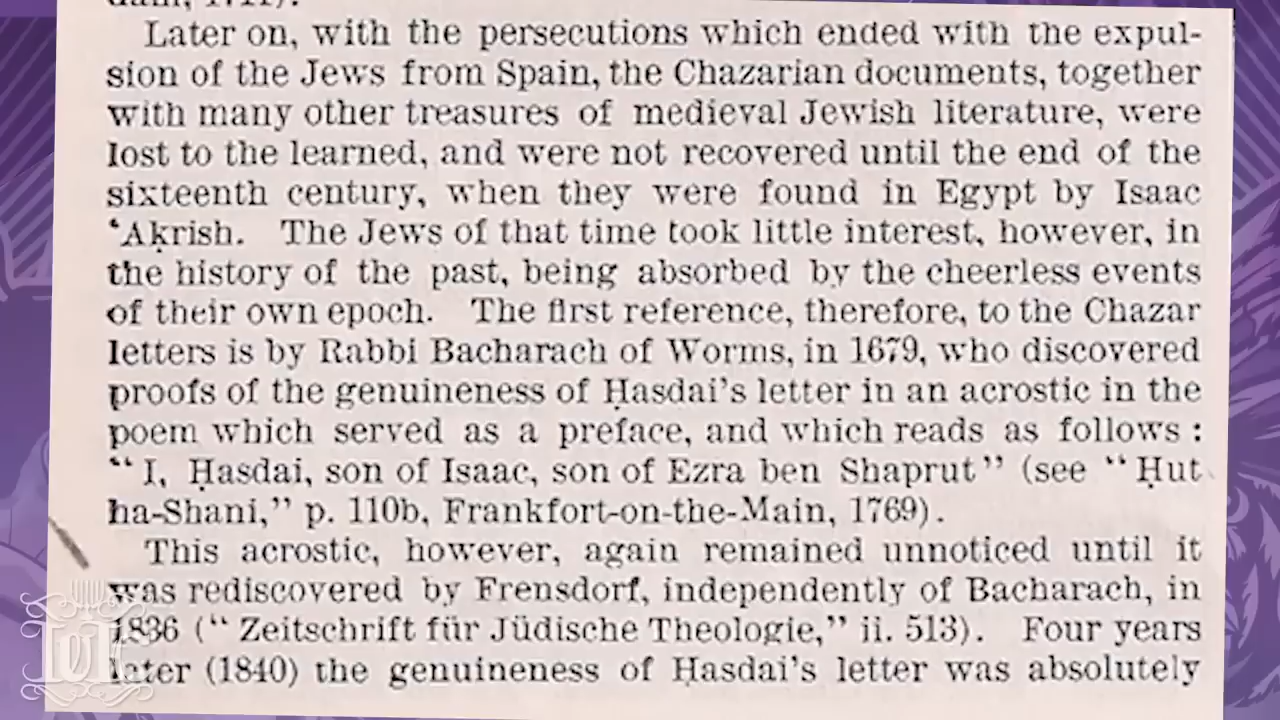 Later on, with the persecutions which ended with the expul-
sion of the Jews from Spain, the Chazarian documents, together
with many other treasures of medieval Jewish literature, were
lost to the learned, and were not recovered until the end of the
sixteenth century, when they were found in Egypt by Isaac
‘Aḳrish. The Jews of that time took little interest, however, in
the history of the past, being absorbed by the cheerless events
of their own epoch. The first reference, therefore, to the Chazar
letters is by Rabbi Bacharach of Worms, in 1679, who discovered
proofs of the genuineness of Ḥasdai's letter in an acrostic in the
poem which served as a preface, and which reads as follows:
“I, Ḥasdai, son of Isaac, son of Ezra ben Shaprut” (see “Ḥut
ha-Shani,” p. 110b, Frankfort-on-the-Main, 1769).
This acrostic, however, again remained unnoticed until it
was rediscovered by Frensdorf, independently of Bacharach, in
1836 (“Zeitschrift für Jüdische Theologie,” ii. 513). Four years
later (1840) the genuineness of Ḥasdai's letter was absolutely